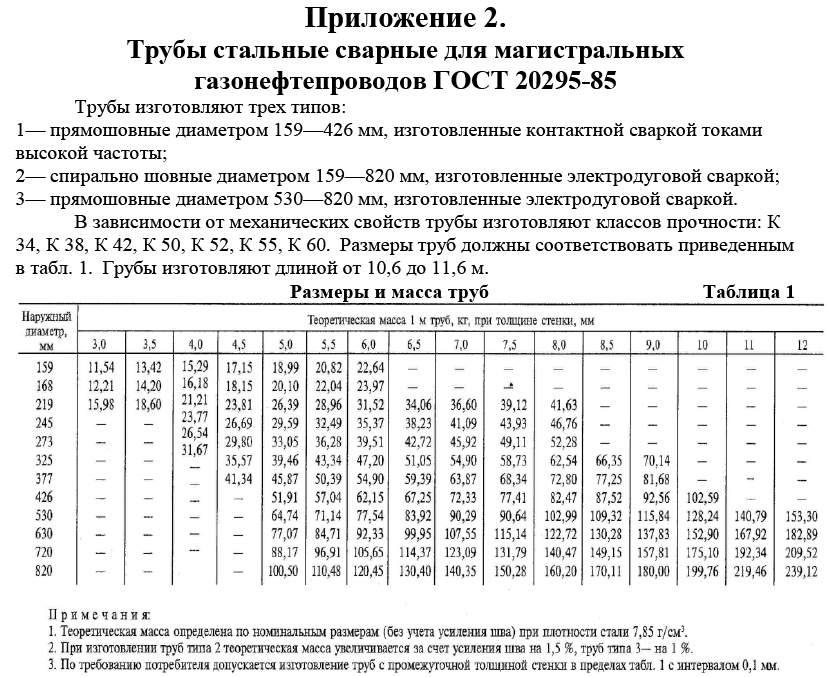 Приложение 2.
Трубы стальные сварные для магистральных
газонефтепроводов ГОСТ 20295-85
Трубы изготовляют трех типов:
1— прямошовные диаметром 159—426 мм, изготовленные контактной сваркой токами
высокой частоты;
2— спирально шовные диаметром 159—820 мм, изготовленные электродуговой сваркой;
3— прямошовные диаметром 530—820 мм, изготовленные электродуговой сваркой.
В зависимости от механических свойств трубы изготовляют классов прочности: К
34, К 38, К 42, К 50, К 52, К 55, К 60. Размеры труб должны соответствовать приведенным
в табл. 1. Грубы изготовляют длиной от 10,6 до 11,6 м.
Размеры и масса труб Таблица 1
Наружный диаметр, мм Теоретическая масса 1 м труб, кг, при толщине стенки, мм
3,0 3,5 4,0 4,5 5,0 5,5 6,0 6,5 7,0 7,5 8,0 8,5 9,0 10 11 12
159 11,54 13,42 15,29 17,15 18,99 20,82 22,64 — — — — — — — — —
168 12,21 14,20 16,18 18,15 20,10 22,04 23,97 — — — — — — — — —
219 15,98 18,60 21,21 23,81 26,39 28,96 31,52 34,06 36,60 39,12 41,63 — — — — —
245 — — 23,77 26,69 29,59 32,49 35,37 38,23 41,09 43,93 46,76 — — — — —
273 — — 26,54 29,80 33,05 36,28 39,51 42,72 45,92 49,11 52,28 — — — — —
325 — — 31,67 35,57 39,46 43,34 47,20 51,05 54,90 58,73 62,54 66,35 70,14 — — —
377 — — — 41,34 45,87 50,39 54,90 59,39 63,87 68,34 72,80 77,25 81,68 — — —
426 — — — — 51,91 57,04 62,15 67,25 72,33 77,41 82,47 87,52 92,56 102,59 — —
530 — — — — 64,74 71,14 77,54 83,92 90,29 90,64 102,99 109,32 115,84 128,24 140,79 153,30
630 — — — — 77,07 84,71 92,33 99,95 107,55 115,14 122,72 130,28 137,83 152,90 167,92 182,89
720 — — — — 88,17 96,91 105,65 114,37 123,09 131,79 140,47 149,15 157,81 175,10 192,34 209,52
820 — — — — 100,50 110,48 120,45 130,40 140,35 150,28 160,20 170,11 180,00 199,76 219,46 239,12
Примечания:
1. Теоретическая масса определена по номинальным размерам (без учета усиления шва) при плотности стали 7,85 г/см³.
2. При изготовлении труб типа 2 теоретическая масса увеличивается за счет усиления шва на 1,5 %, труб типа 3— на 1 %.
3. По требованию потребителя допускается изготовление труб с промежуточной толщиной стенки в пределах табл. 1 с интервалом 0,1 мм.